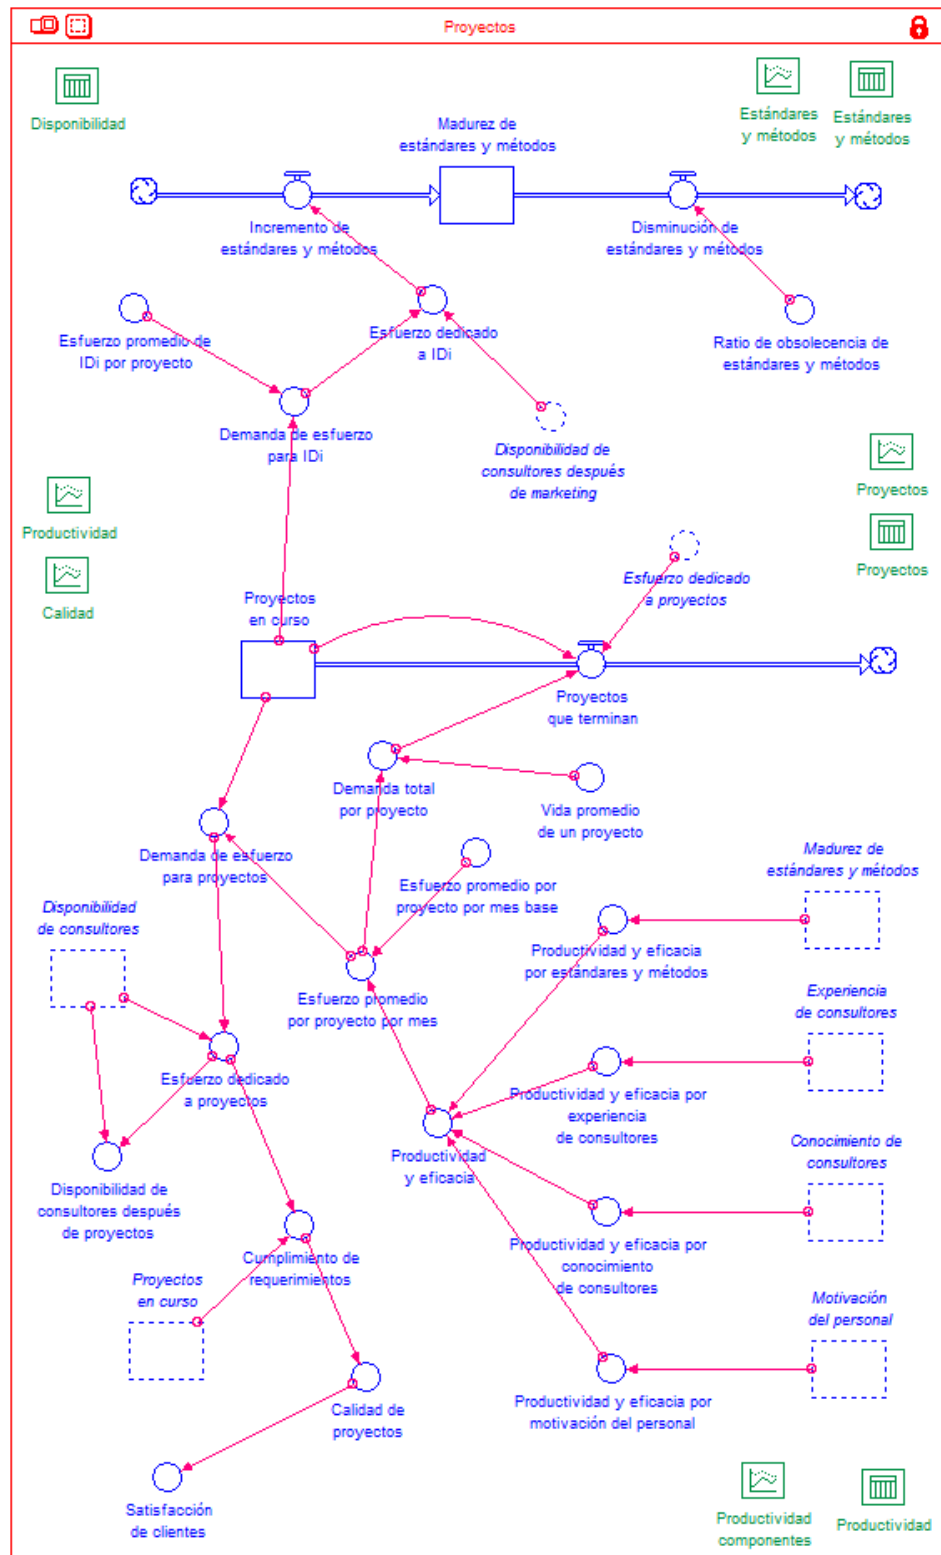 Proyectos
Disponibilidad
Estándares
y métodos
Estándares
y métodos
Madurez de
estándares y métodos
Incremento de
estándares y métodos
Disminución de
estándares y métodos
Esfuerzo promedio de
IDi por proyecto
Esfuerzo dedicado
a IDi
Ratio de obsolecencia de
estándares y métodos
Demanda de esfuerzo
para IDi
Disponibilidad de
consultores después
de marketing
Productividad
Calidad
Proyectos
Proyectos
Esfuerzo dedicado
a proyectos
Proyectos
en curso
Proyectos
que terminan
Demanda total
por proyecto
Vida promedio
de un proyecto
Demanda de esfuerzo
para proyectos
Esfuerzo promedio por
proyecto por mes base
Madurez de
estándares y métodos
Disponibilidad
de consultores
Productividad y eficacia
por estándares y métodos
Esfuerzo promedio
por proyecto por mes
Experiencia
de consultores
Esfuerzo dedicado
a proyectos
Productividad y eficacia por
experiencia
de consultores
Productividad
y eficacia
Conocimiento de
consultores
Disponibilidad de
consultores después
de proyectos
Productividad y eficacia por
conocimiento
de consultores
Cumplimiento de
requerimientos
Proyectos
en curso
Motivación
del personal
Productividad y eficacia por
motivación del personal
Calidad de
proyectos
Satisfacción
de clientes
Productividad
componentes
Productividad